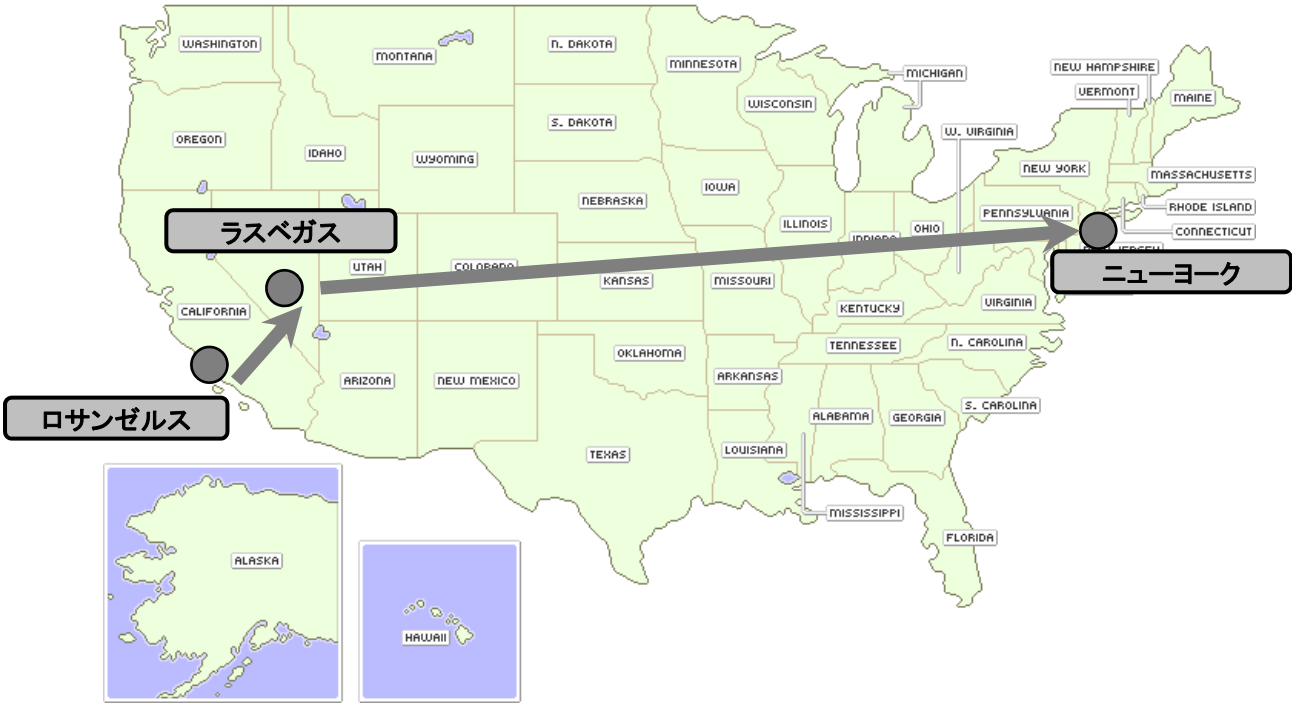 WASHINGTON
MONTANA
N. DAKOTA
MINNESOTA
MICHIGAN
NEW HAMPSHIRE
VERMONT
MAINE
WISCONSIN
OREGON
IDAHO
WYOMING
S. DAKOTA
W. VIRGINIA
NEW YORK
MASSACHUSETTS
IOWA
NEBRASKA
ILLINOIS
INDIANA
OHIO
PENNSYLVANIA
RHODE ISLAND
CONNECTICUT
ラスベガス
UTAH
COLORADO
KANSAS
MISSOURI
JERSEY
ニューヨーク
CALIFORNIA
KENTUCKY
VIRGINIA
TENNESSEE
N. CAROLINA
OKLAHOMA
ARKANSAS
ARIZONA
NEW MEXICO
ロサンゼルス
ALABAMA
GEORGIA
S. CAROLINA
TEXAS
LOUISIANA
MISSISSIPPI
FLORIDA
ALASKA
HAWAII